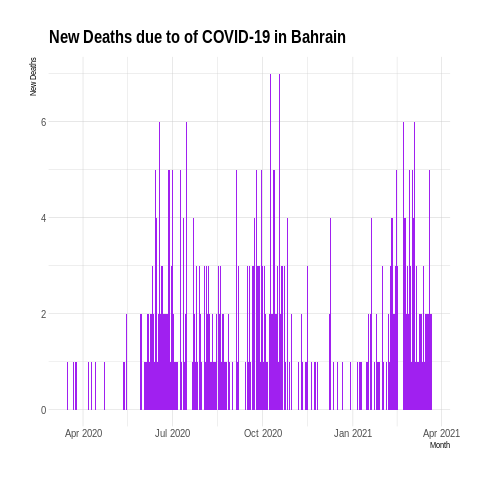 New Deaths due to of COVID-19 in Bahrain
New Deaths
6
4
2
0
Apr 2020 Jul 2020 Oct 2020 Jan 2021 Apr 2021
Month